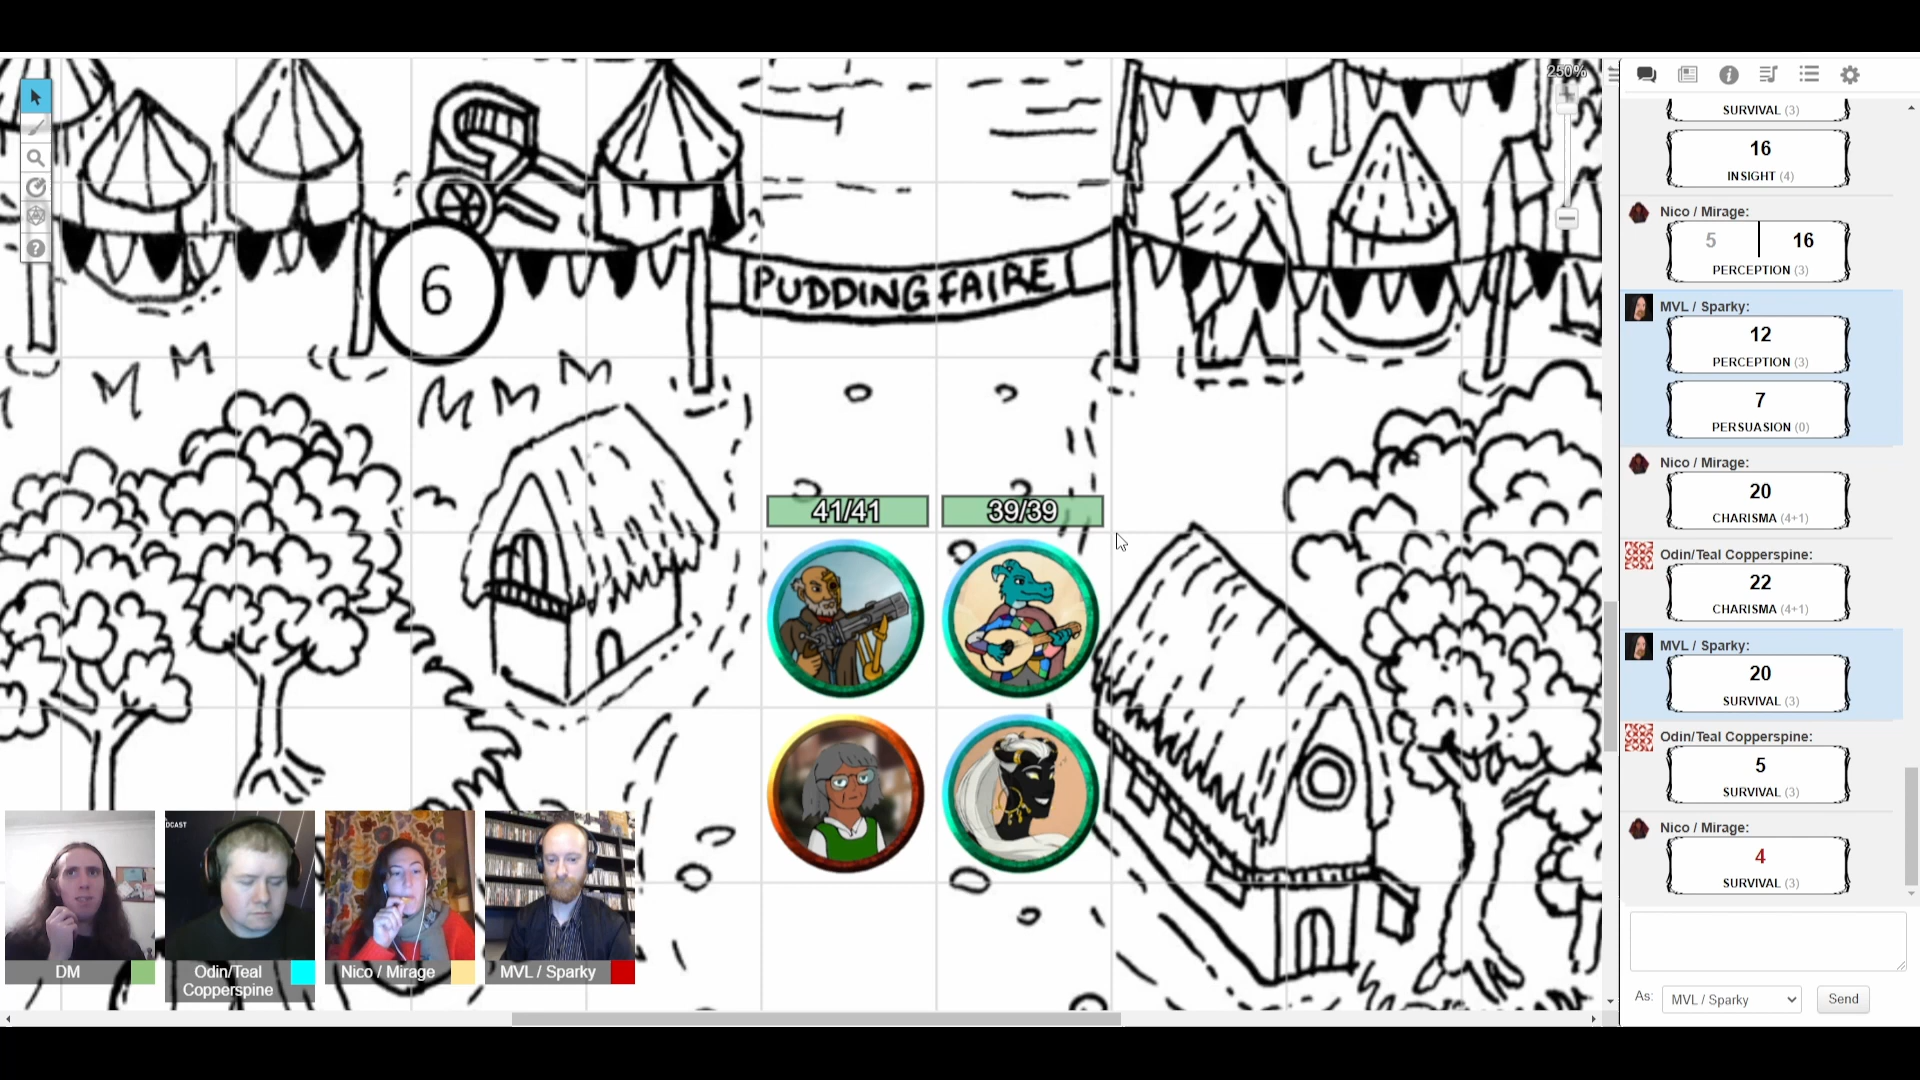 250%
6
PUDDING FAIRE
41/41
39/39
DCAST
DM
Odin/Teal
Copperspine
Nico / Mirage
MVL / Sparky
SURVIVAL (3)
16
INSIGHT (4)
Nico / Mirage:
5 16
PERCEPTION (3)
MVL / Sparky:
12
PERCEPTION (3)
7
PERSUASION (0)
Nico / Mirage:
20
CHARISMA (4+1)
Odin/Teal Copperspine:
22
CHARISMA (4+1)
MVL / Sparky:
20
SURVIVAL (3)
Odin/Teal Copperspine:
5
SURVIVAL (3)
Nico / Mirage:
4
SURVIVAL (3)
As: MVL / Sparky Send